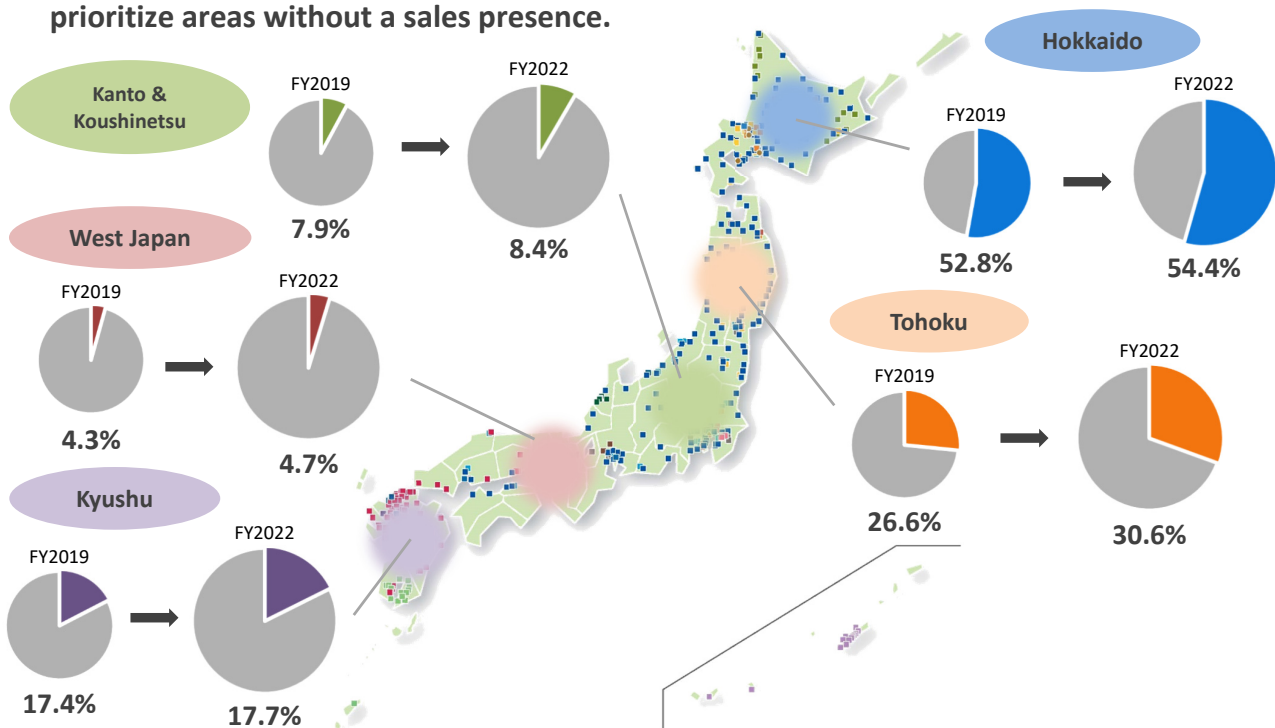 prioritize areas without a sales presence.
Kanto &
Koushinetsu
FY2019
7.9%
FY2022
8.4%
Hokkaido
FY2019
52.8%
FY2022
54.4%
West Japan
FY2019
4.3%
FY2022
4.7%
Tohoku
FY2019
26.6%
FY2022
30.6%
Kyushu
FY2019
17.4%
FY2022
17.7%